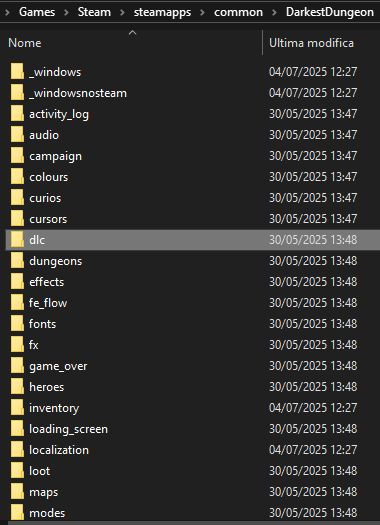 Games > Steam > steamapps > common > DarkestDungeon
Nome Ultima modifica
_windows 04/07/2025 12:27
_windowsnosteam 04/07/2025 12:27
activity_log 30/05/2025 13:47
audio 30/05/2025 13:47
campaign 30/05/2025 13:47
colours 30/05/2025 13:47
curios 30/05/2025 13:47
cursors 30/05/2025 13:47
dlc 30/05/2025 13:48
dungeons 30/05/2025 13:48
effects 30/05/2025 13:48
fe_flow 30/05/2025 13:48
fonts 30/05/2025 13:48
fx 30/05/2025 13:48
game_over 30/05/2025 13:48
heroes 30/05/2025 13:48
inventory 04/07/2025 12:27
loading_screen 30/05/2025 13:48
localization 04/07/2025 12:27
loot 30/05/2025 13:48
maps 30/05/2025 13:48
modes 30/05/2025 13:48